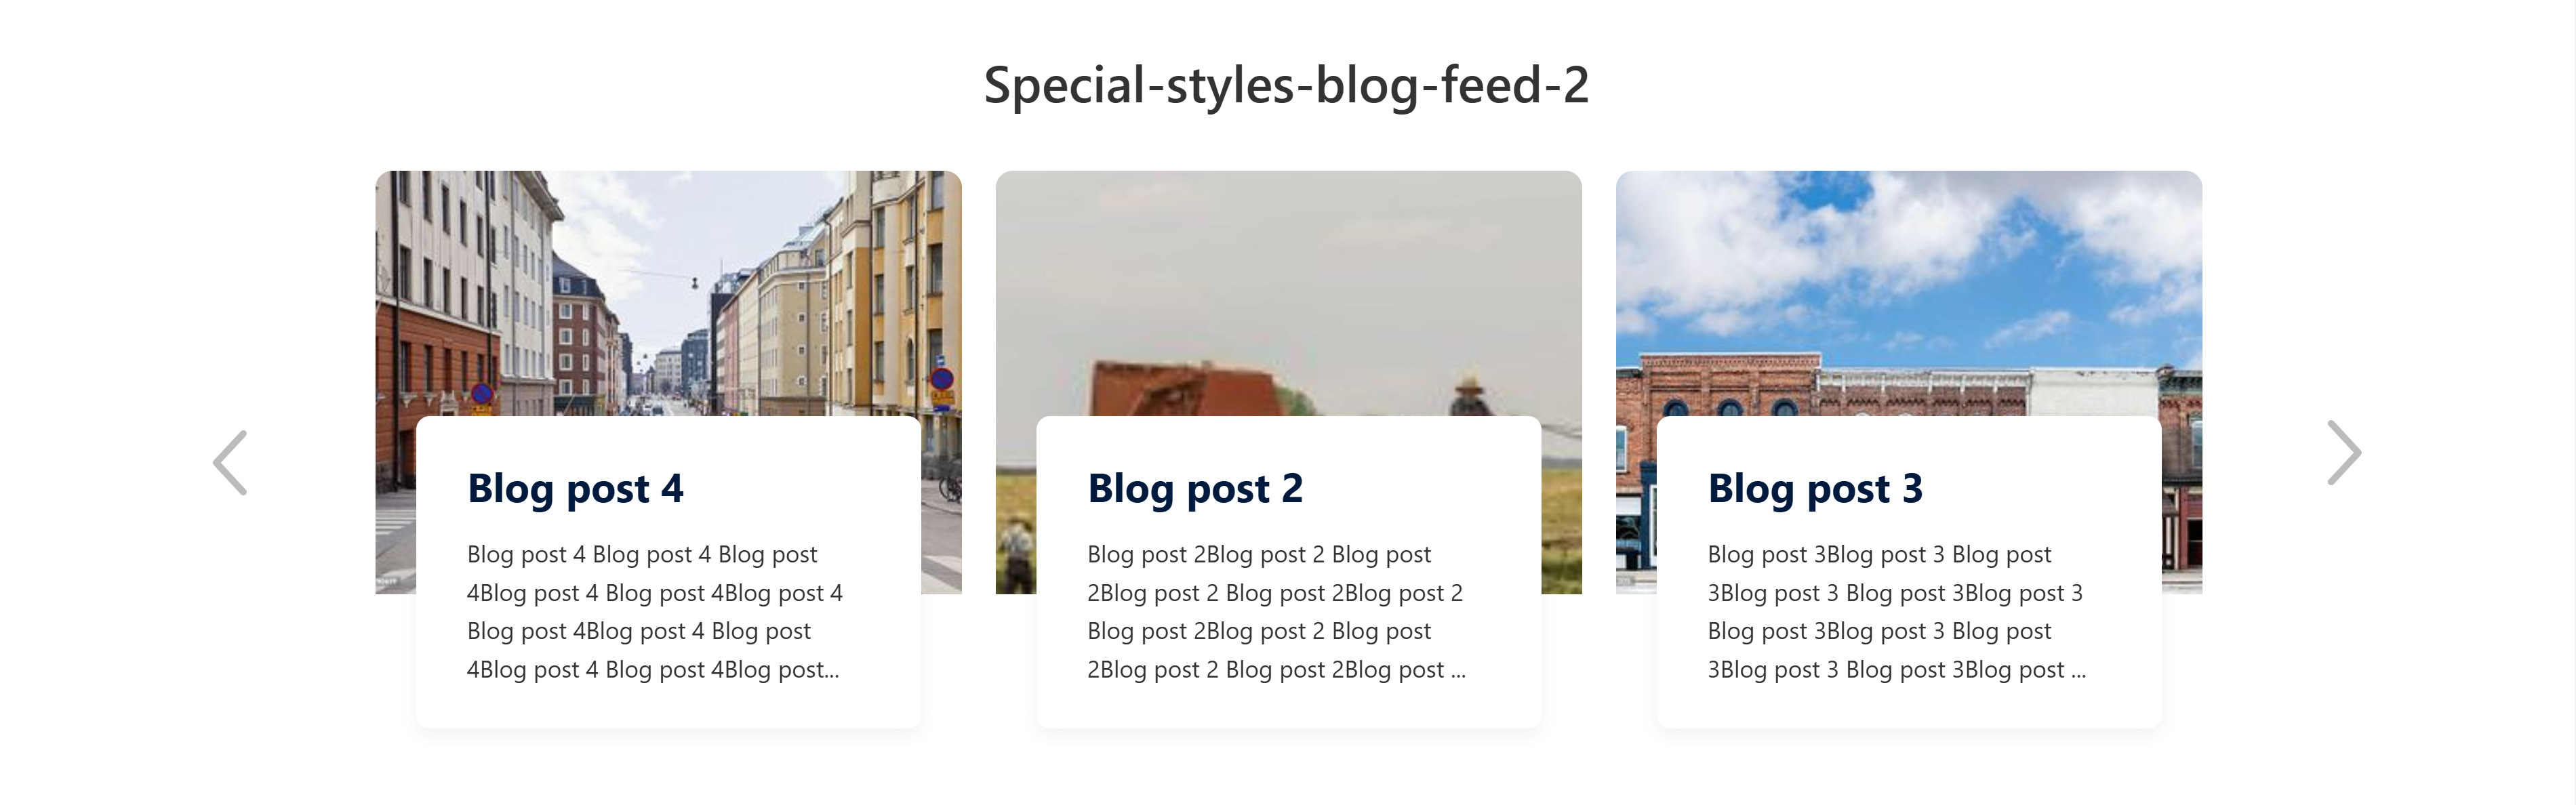 Special-styles-blog-feed-2
Blog post 4
Blog post 4 Blog post 4 Blog post
4Blog post 4 Blog post 4Blog post 4
Blog post 4Blog post 4 Blog post
4Blog post 4 Blog post 4Blog post...
Blog post 2
Blog post 2Blog post 2 Blog post
2Blog post 2 Blog post 2Blog post 2
Blog post 2Blog post 2 Blog post
2Blog post 2 Blog post 2Blog post ...
Blog post 3
Blog post 3Blog post 3 Blog post
3Blog post 3 Blog post 3Blog post 3
Blog post 3Blog post 3 Blog post
3Blog post 3 Blog post 3Blog post ...